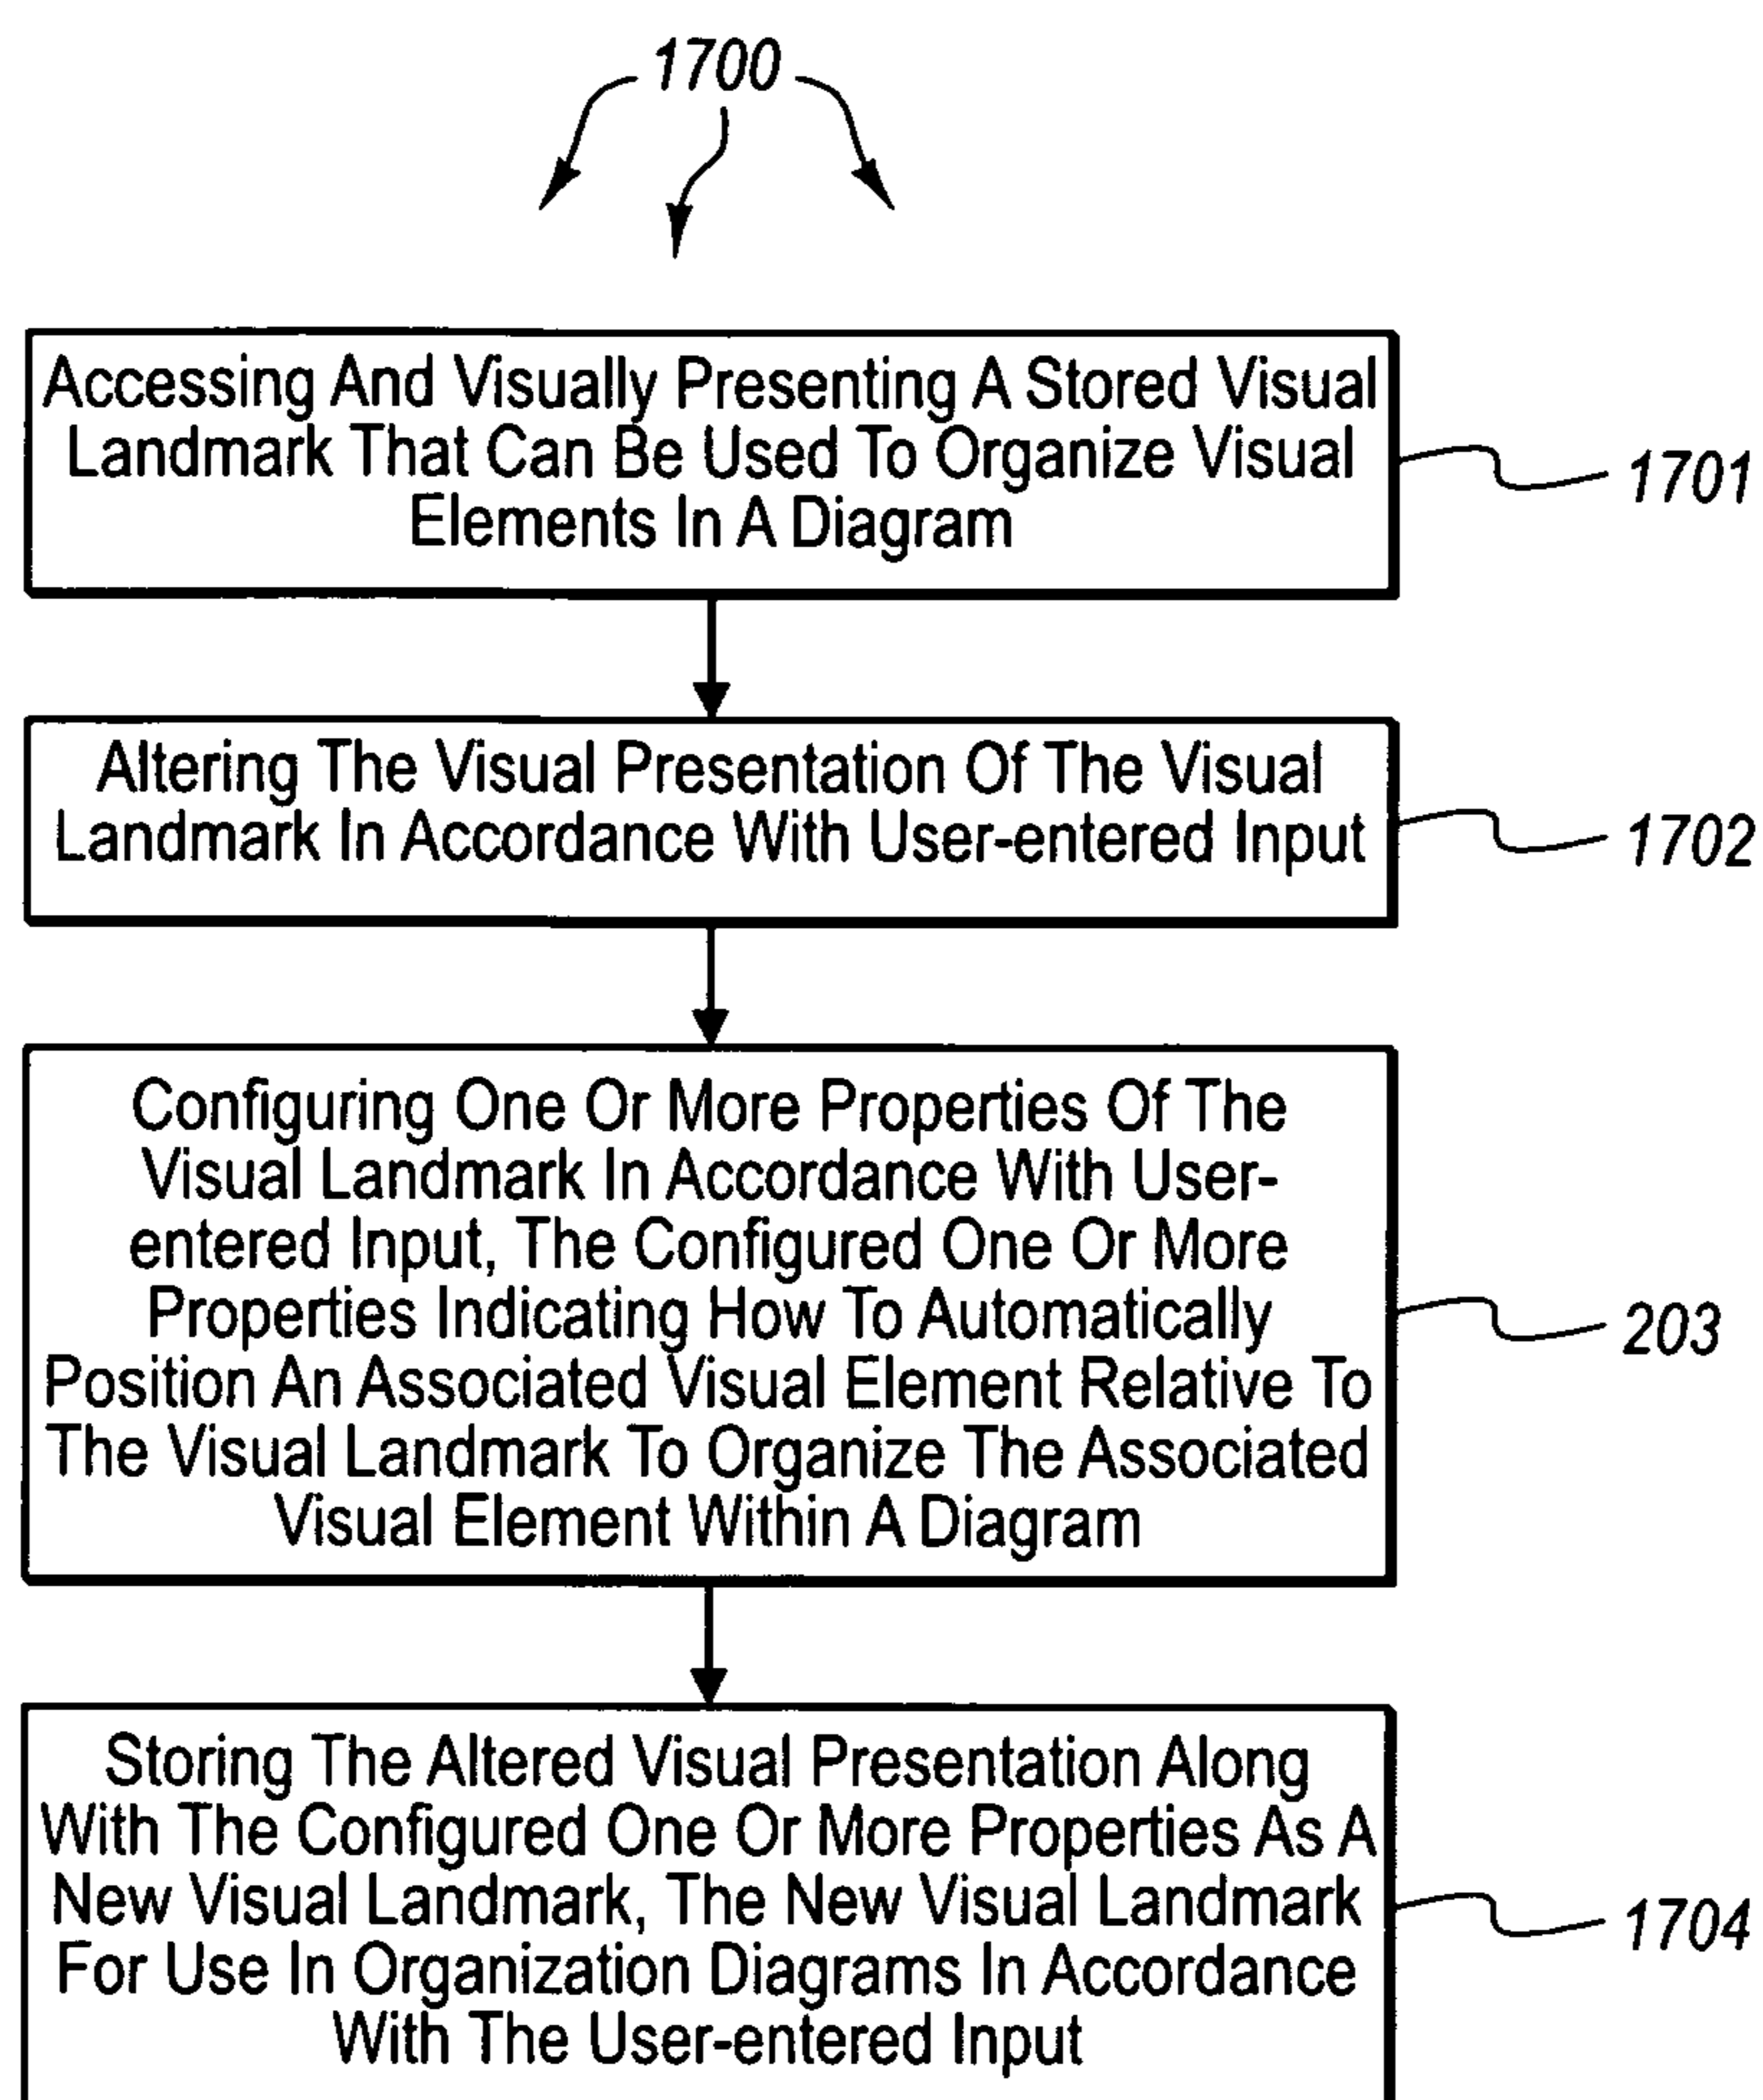 1700
Accessing And Visually Presenting A Stored Visual
Landmark That Can Be Used To Organize Visual
Elements In A Diagram
1701
Altering The Visual Presentation Of The Visual
Landmark In Accordance With User-entered Input
1702
Configuring One Or More Properties Of The
Visual Landmark In Accordance With User-
entered Input, The Configured One Or More
Properties Indicating How To Automatically
Position An Associated Visual Element Relative To
The Visual Landmark To Organize The Associated
Visual Element Within A Diagram
203
Storing The Altered Visual Presentation Along
With The Configured One Or More Properties As A
New Visual Landmark, The New Visual Landmark
For Use In Organization Diagrams In Accordance
With The User-entered Input
1704